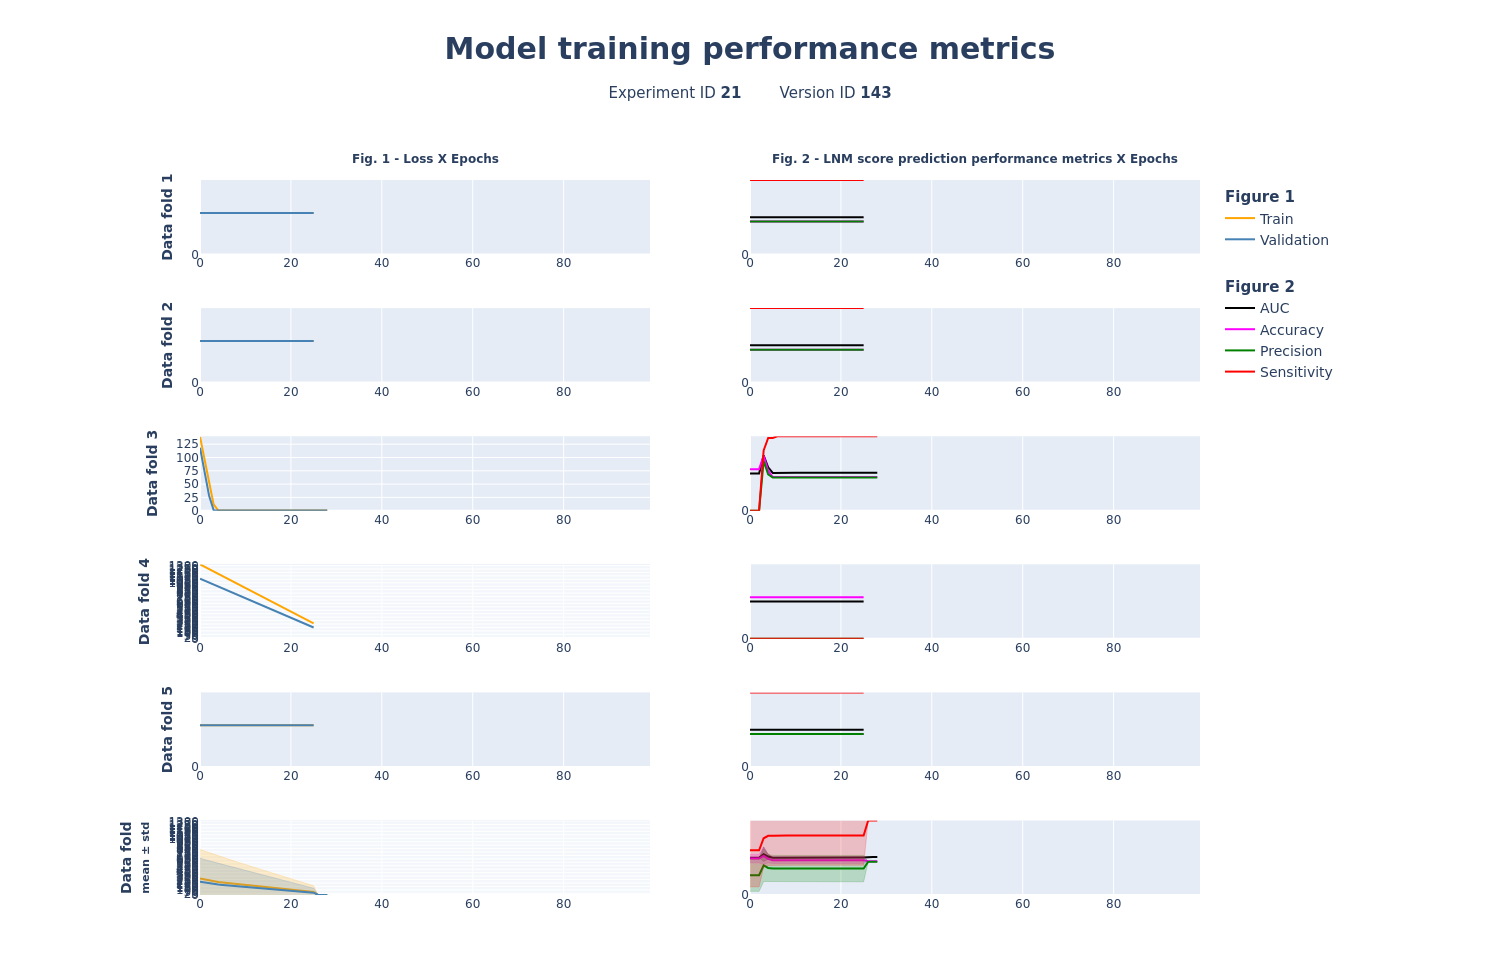 Model training performance metrics
Experiment ID 21 Version ID 143
Fig. 1 - Loss X Epochs
Fig. 2 - LNM score prediction performance metrics X Epochs
Data fold 1
0
0 20 40 60 80
0
0 20 40 60 80
Figure 1
Train
Validation
Figure 2
AUC
Accuracy
Precision
Sensitivity
Data fold 2
0
0 20 40 60 80
0
0 20 40 60 80
Data fold 3
125
100
75
50
25
0
0 20 40 60 80
0
0 20 40 60 80
Data fold 4
0 20 40 60 80
0
0 20 40 60 80
Data fold 5
0
0 20 40 60 80
0
0 20 40 60 80
Data fold
mean ± std
0 20 40 60 80
0
0 20 40 60 80